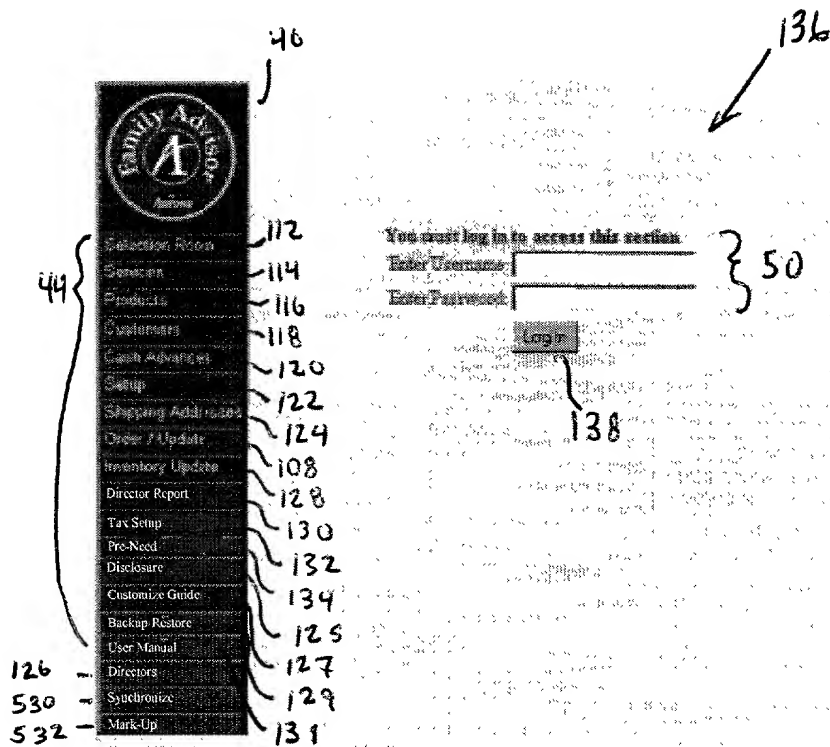 40
136
Family Advisor
A
Aurora
Selection Room
112
You must log in to access this section
Services
114
Enter Username:
50
44
Products
116
Enter Password:
Customers
118
Login
Cash Advances
120
Setup
122
138
Shipping Addresses
124
Order / Update
108
Inventory Update
128
Director Report
130
Tax Setup
132
Pre-Need
134
Disclosure
125
Customize Guide
127
Backup Restore
129
User Manual
131
126
Directors
530
Synchronize
532
Mark-Up